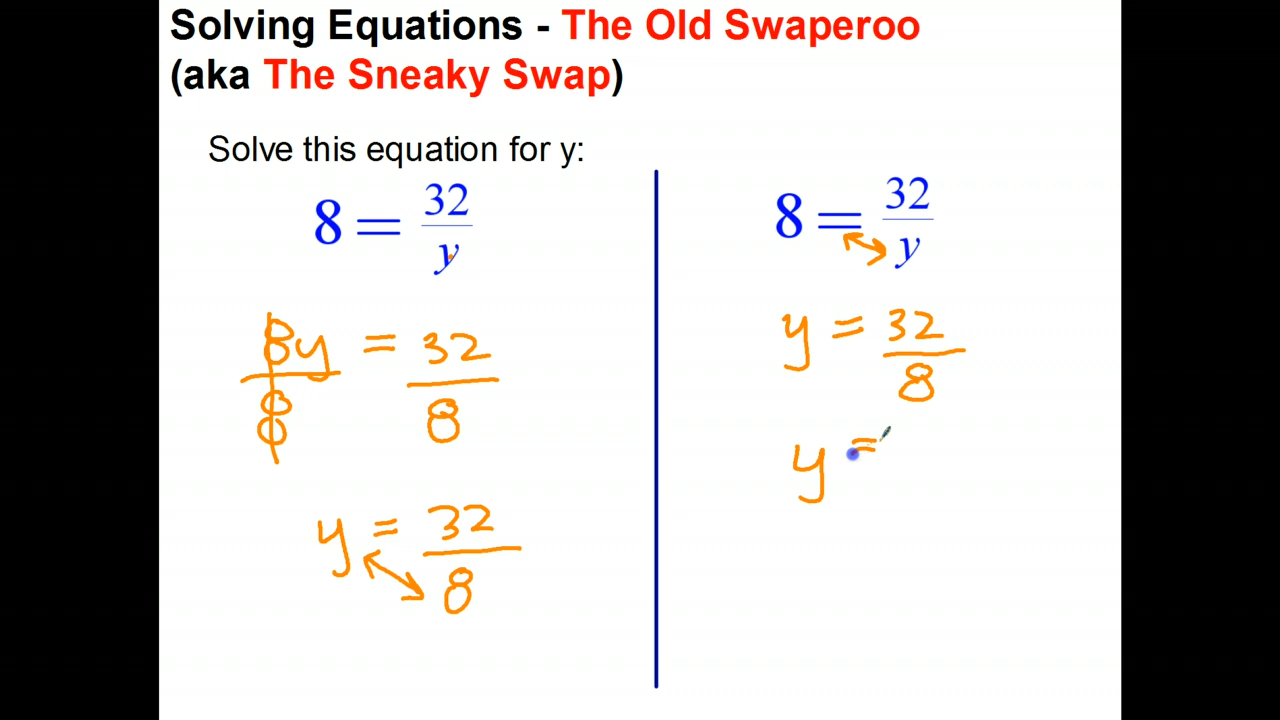 Solving Equations - The Old Swaperoo
(aka The Sneaky Swap)
Solve this equation for y:
8 = 32/y
8y/8 = 32/8
y = 32/8
8 = 32/y
y = 32/8
y =